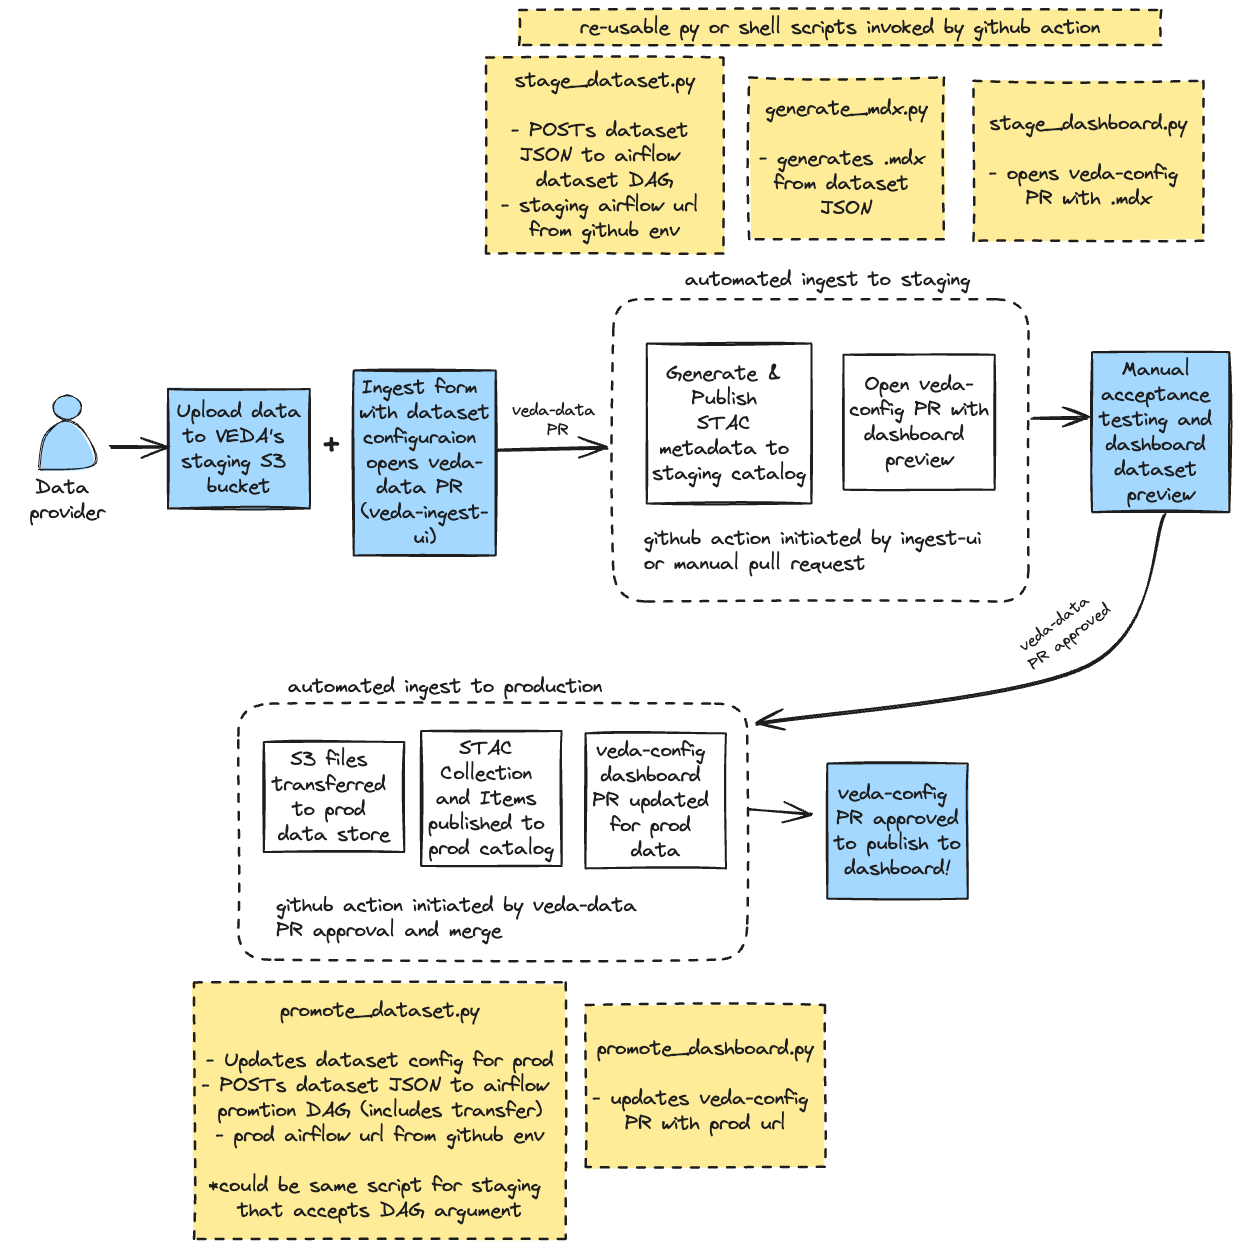 re-usable py or shell scripts invoked by github action
stage_dataset.py
- POSTs dataset
JSON to airflow
dataset DAG
- staging airflow url
from github env
generate_mdx.py
- generates .mdx
from dataset
JSON
stage_dashboard.py
- opens veda-config
PR with .mdx
automated ingest to staging
Data
provider
Upload data
to VEDA's
staging S3
bucket
+
Ingest form
with dataset
configuraion
opens veda-
data PR
(veda-ingest-
ui)
veda-data
PR
Generate &
Publish
STAC
metadata to
staging catalog
Open veda-
config PR with
dashboard
preview
github action initiated by ingest-ui
or manual pull request
Manual
acceptance
testing and
dashboard
dataset
preview
veda-data
PR approved
automated ingest to production
S3 files
transferred
to prod
data store
STAC
Collection
and Items
published to
prod catalog
veda-config
dashboard
PR updated
for prod
data
github action initiated by veda-data
PR approval and merge
veda-config
PR approved
to publish to
dashboard!
promote_dataset.py
- Updates dataset config for prod
- POSTs dataset JSON to airflow
promtion DAG (includes transfer)
- prod airflow url from github env
*could be same script for staging
that accepts DAG argument
promote_dashboard.py
- updates veda-config
PR with prod url